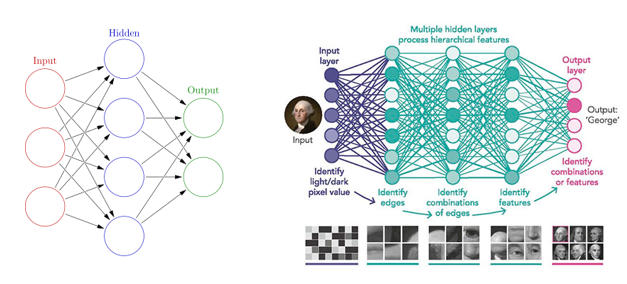 Hidden
Input
Output
Multiple hidden layers
process hierarchical features
Input
layer
Output
layer
Input
Output:
'George'
Identify
light/dark
pixel value
Identify
edges
Identify
combinations
of edges
Identify
features
Identify
combinations
or features